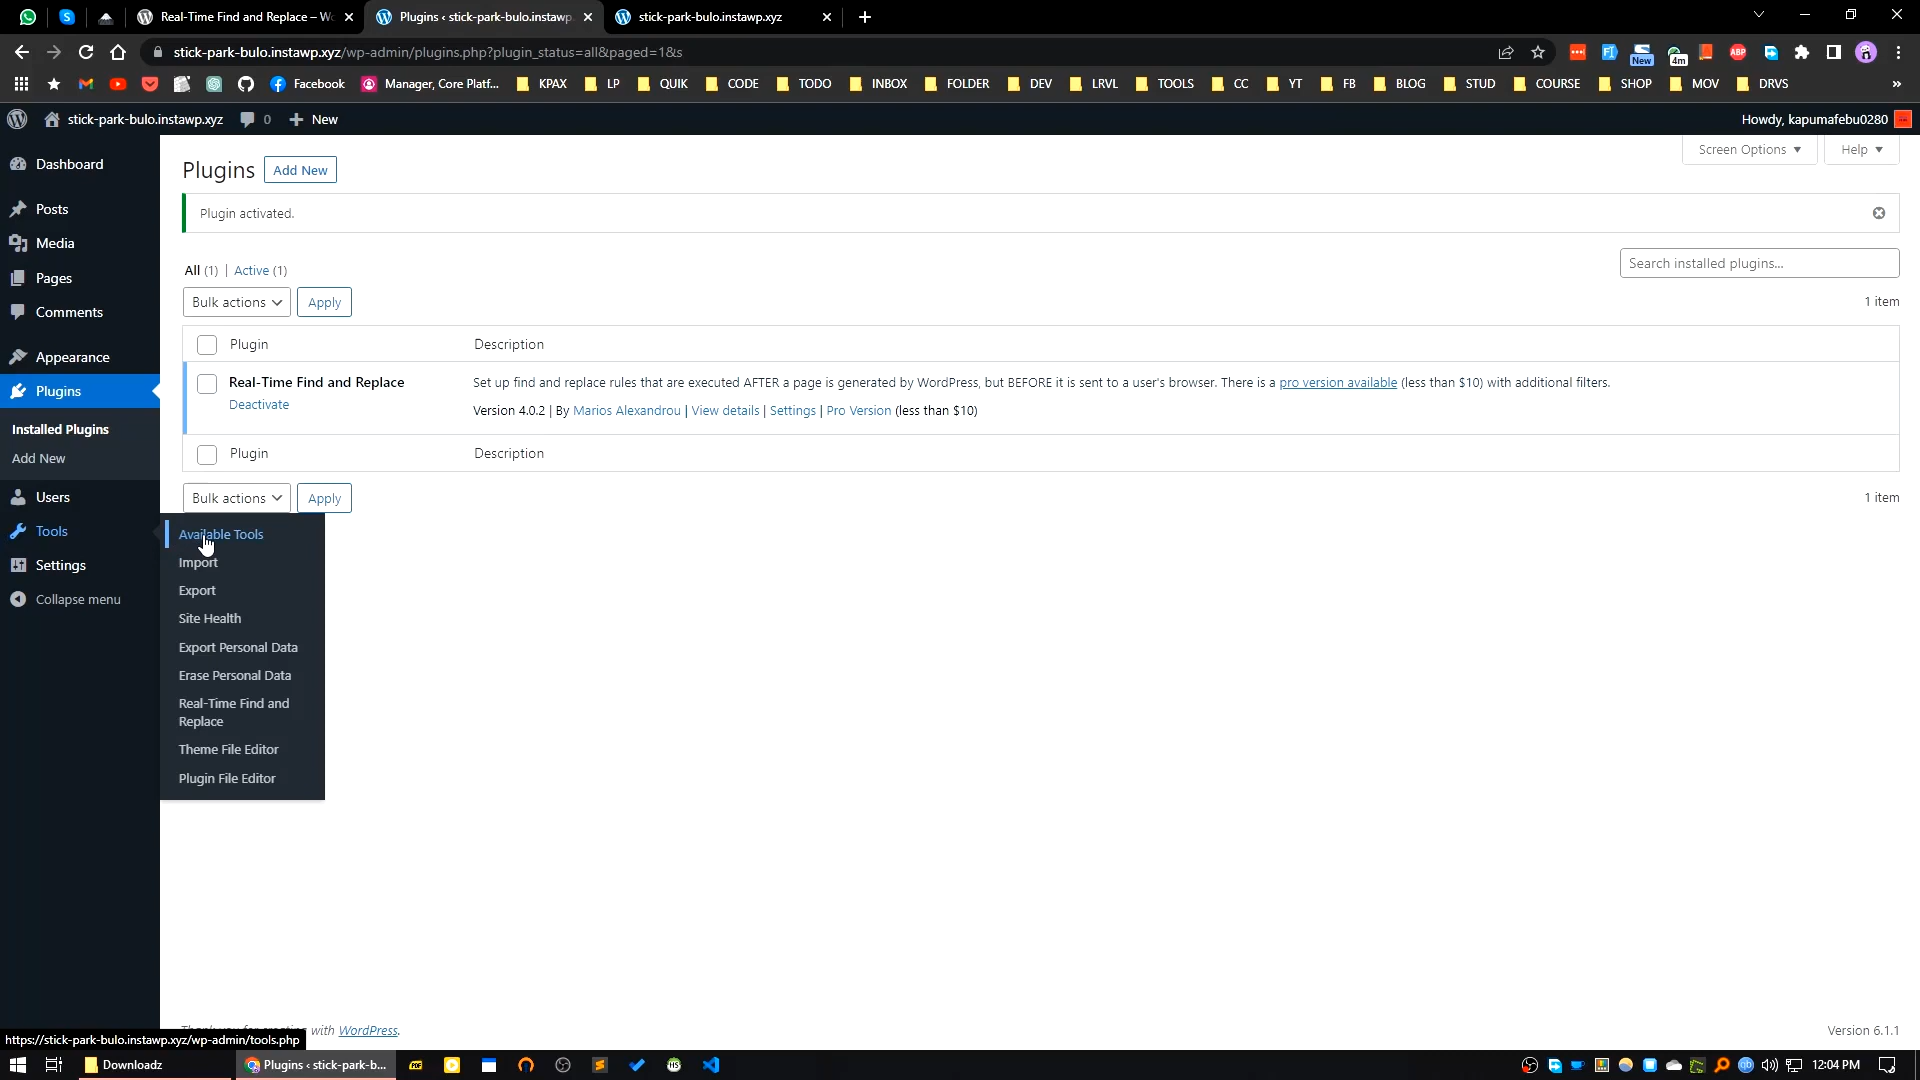 Real-Time Find and Replace – Wo
Plugins ‹ stick-park-bulo.instawp.
stick-park-bulo.instawp.xyz
stick-park-bulo.instawp.xyz/wp-admin/plugins.php?plugin_status=all&paged=1&s
New
4m
ABP
Facebook
Manager, Core Platf...
KPAX
LP
QUIK
CODE
TODO
INBOX
FOLDER
DEV
LRVL
TOOLS
CC
YT
FB
BLOG
STUD
COURSE
SHOP
MOV
DRVS
»
stick-park-bulo.instawp.xyz
0
New
Howdy, kapumafebu0280
Dashboard
Posts
Media
Pages
Comments
Appearance
Plugins
Installed Plugins
Add New
Users
Tools
Settings
Collapse menu
Available Tools
Import
Export
Site Health
Export Personal Data
Erase Personal Data
Real-Time Find and
Replace
Theme File Editor
Plugin File Editor
Screen Options
Help
Plugins
Add New
Plugin activated.
All (1) | Active (1)
Search installed plugins...
Bulk actions
Apply
1 item
Plugin
Description
Real-Time Find and Replace
Deactivate
Set up find and replace rules that are executed AFTER a page is generated by WordPress, but BEFORE it is sent to a user's browser. There is a pro version available (less than $10) with additional filters.
Version 4.0.2 | By Marios Alexandrou | View details | Settings | Pro Version (less than $10)
Plugin
Description
Bulk actions
Apply
1 item
Thank you for creating with WordPress.
Version 6.1.1
https://stick-park-bulo.instawp.xyz/wp-admin/tools.php
Downloadz
Plugins ‹ stick-park-b...
12:04 PM